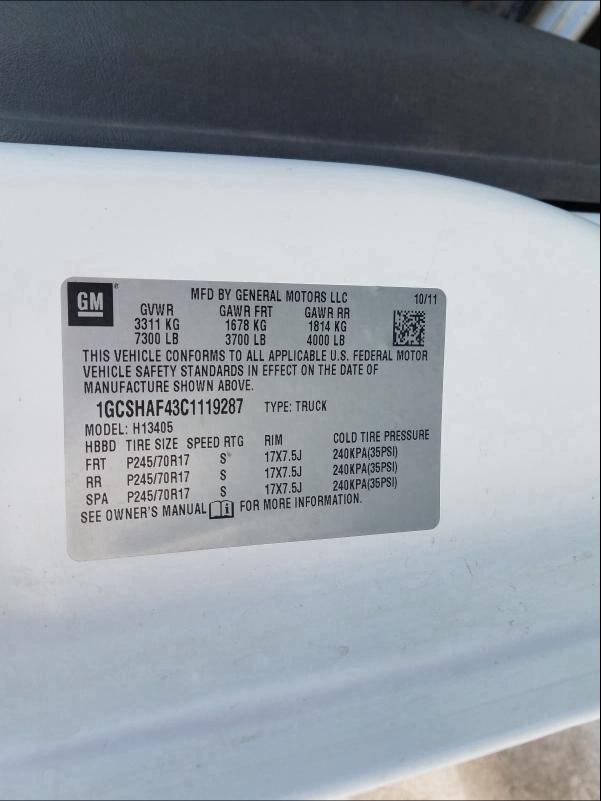 GM ® MFD BY GENERAL MOTORS LLC 10/11
GVWR GAWR FRT GAWR RR
3311 KG 1678 KG 1814 KG
7300 LB 3700 LB 4000 LB
THIS VEHICLE CONFORMS TO ALL APPLICABLE U.S. FEDERAL MOTOR
VEHICLE SAFETY STANDARDS IN EFFECT ON THE DATE OF
MANUFACTURE SHOWN ABOVE.
1GCSHAF43C1119287 TYPE: TRUCK
MODEL: H13405
HBBD TIRE SIZE SPEED RTG RIM COLD TIRE PRESSURE
FRT P245/70R17 S 17X7.5J 240KPA(35PSI)
RR P245/70R17 S 17X7.5J 240KPA(35PSI)
SPA P245/70R17 S 17X7.5J 240KPA(35PSI)
SEE OWNER'S MANUAL i FOR MORE INFORMATION.